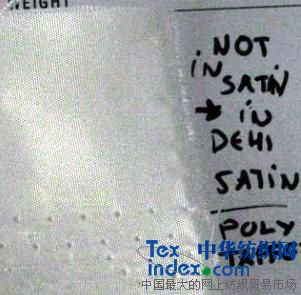 WEIGHT
. NOT
IN
SATIN
→ IN
DEMI
SATIN
POLY
Tex 中华纺织网
index.com
中国最大的网上纺织贸易市场